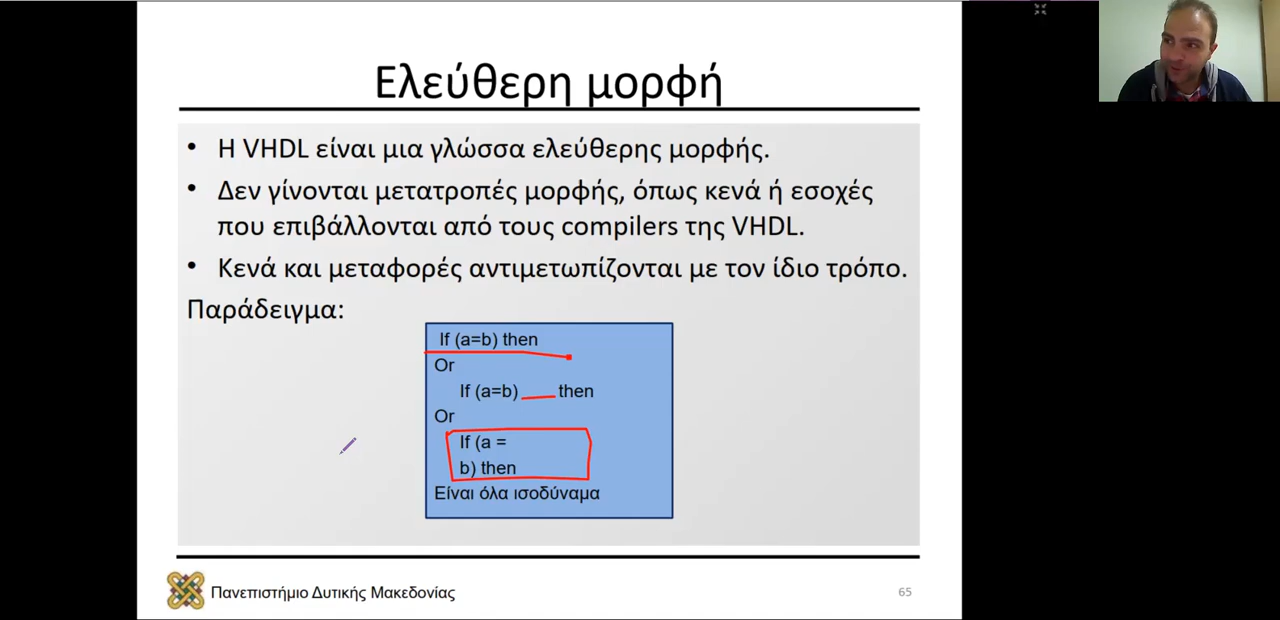 Ελεύθερη μορφή
• Η VHDL είναι μια γλώσσα ελεύθερης μορφής.
• Δεν γίνονται μετατροπές μορφής, όπως κενά ή εσοχές
που επιβάλλονται από τους compilers της VHDL.
• Κενά και μεταφορές αντιμετωπίζονται με τον ίδιο τρόπο.
Παράδειγμα:
If (a=b) then
Or
If (a=b) then
Or
If (a =
b) then
Είναι όλα ισοδύναμα
Πανεπιστήμιο Δυτικής Μακεδονίας
65